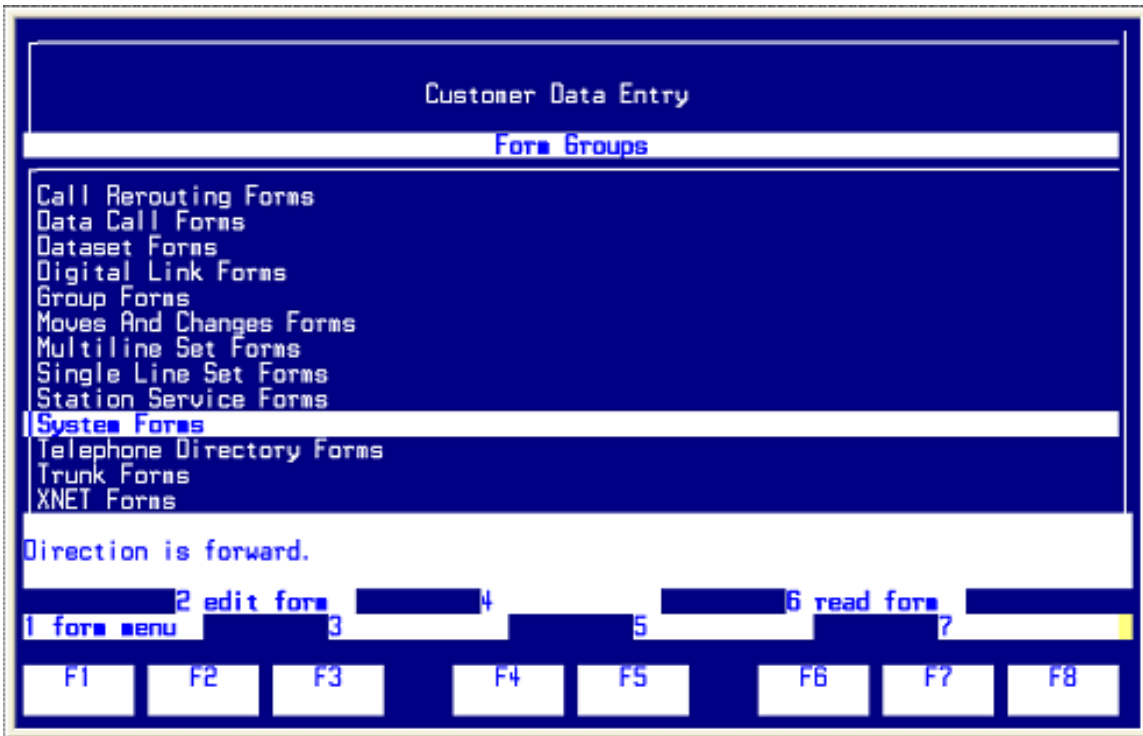 Customer Data Entry
Form Groups
Call Rerouting Forms
Data Call Forms
Dataset Forms
Digital Link Forms
Group Forms
Moves And Changes Forms
Multiline Set Forms
Single Line Set Forms
Station Service Forms
System Forms
Telephone Directory Forms
Trunk Forms
XNET Forms
Direction is forward.
2 edit form 4 6 read form
1 form menu 3 5 7
F1 F2 F3 F4 F5 F6 F7 F8